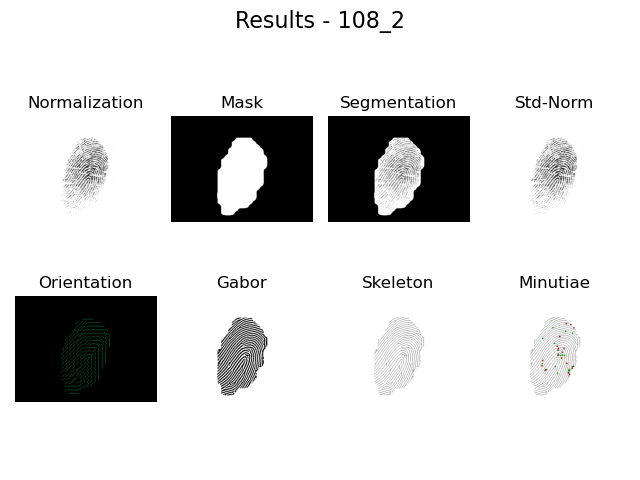 Results - 108_2
Normalization
Mask
Segmentation
Std-Norm
Orientation
Gabor
Skeleton
Minutiae